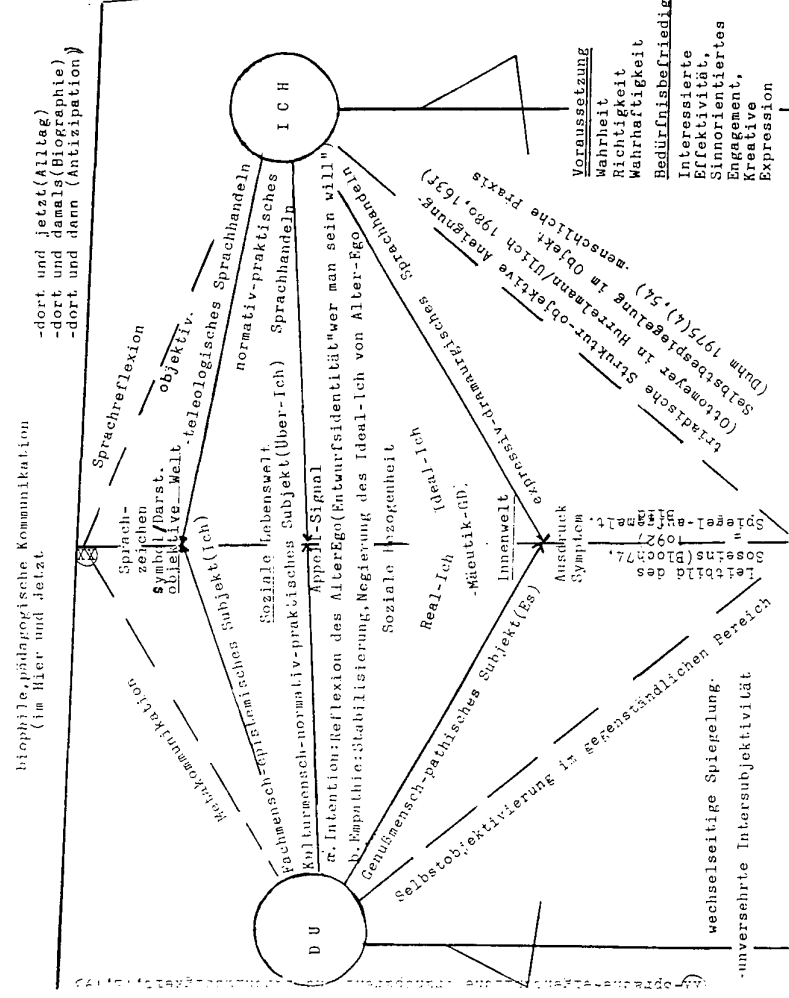 biophile, pädagogische Kommunikation
(im Hier und Jetzt
-dort und jetzt(Alltag)
-dort und damals(Biographie)
-dort und dann (Antizipation)
Metakommunikation
Sprachreflexion
objektiv.
Sprach-
zeichen
Symbol/Darst.
objektive Welt
-teleologisches Sprachhandeln
Fachmensch-epistemisches Subjekt(Ich)
normativ-praktisches
Soziale Lebenswelt
Kulturmensch-normativ-praktisches Subjekt(Über-Ich) Sprachhandeln
DU
ICH
Appell-Signal
a. Intention:Reflexion des AlterEgo(Entwurfsidentität"wer man sein will")
b. Empathie:Stabilisierung,Negierung des Ideal-Ich von Alter-Ego
Soziale Bezogenheit
Real-Ich Ideal-Ich
-Mäeutik-GD.
Genußmensch-pathisches Subjekt(Es)
Innenwelt
expressiv-dramaurgisches Sprachhandeln
Ausdruck
Symptom
Selbstobjektivierung im gegenständlichen Bereich
Leitbild des
Soseins(Bloch74,
1092)
Spiegel-aufgemalt.
triadische Struktur-objektive Aneignung-
(Ottomeyer in Hurrelmann/Ulich 1980,163f)
Selbstbespiegelung im Objekt.
(Duhm 1975(4),54)
menschliche Praxis
wechselseitige Spiegelung.
-unversehrte Intersubjektivität
Voraussetzung
Wahrheit
Richtigkeit
Wahrhaftigkeit
Bedürfnisbefriedig
Interessierte
Effektivität,
Sinnorientiertes
Engagement,
Kreative
Expression